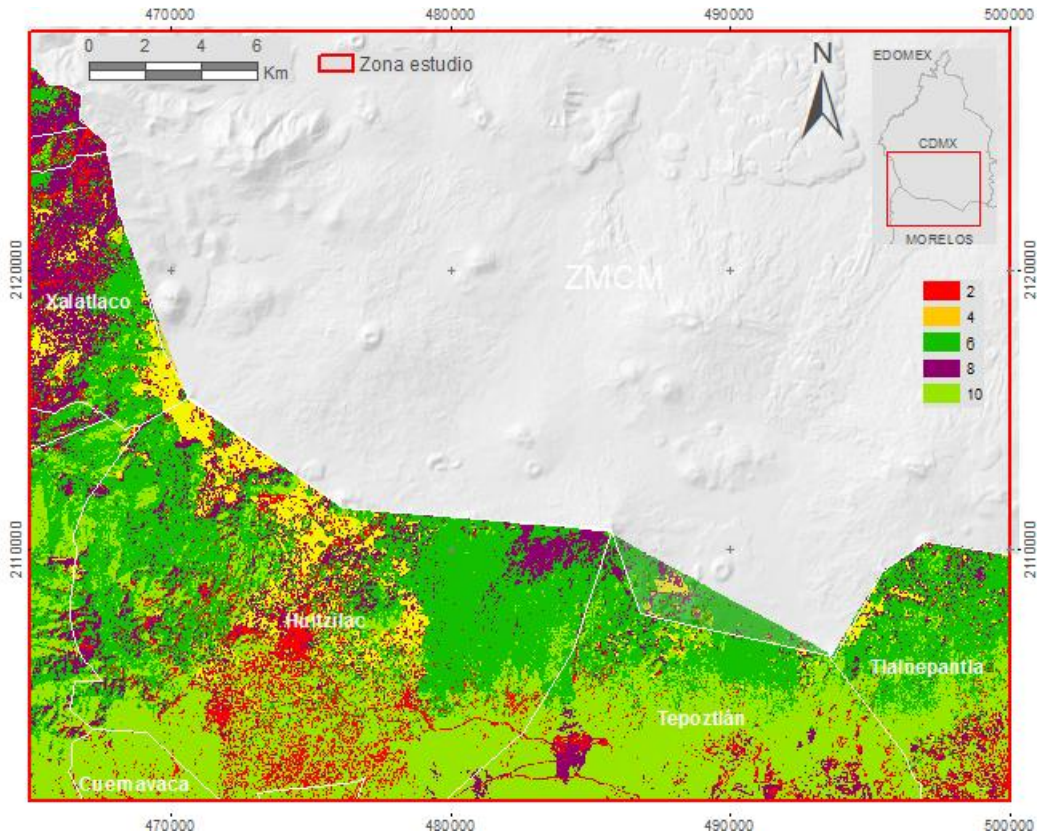 470000 480000 490000 500000
0 2 4 6
Km
Zona estudio
N
EDOMEX
CDMX
MORELOS
2120000
2120000
ZMCM
Xalatlaco
2
4
6
8
10
2110000
2110000
Huitzilac
Tlalnepantla
Tepoztlán
Cuernavaca
470000 480000 490000 500000